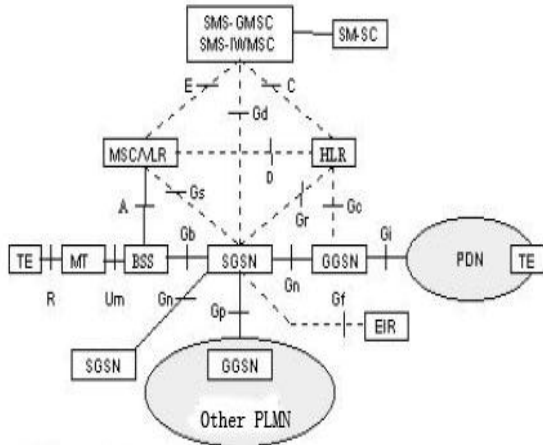 SMS-GMSC
SMS-IWMSC
SM-SC
E
C
Gd
MSC/VLR
HLR
D
Gs
Gr
Gc
A
Gb
Gi
TE
MT
BSS
SGSN
GGSN
PDN
TE
R
Um
Gn
Gn
Gf
Gp
EIR
SGSN
GGSN
Other PLMN